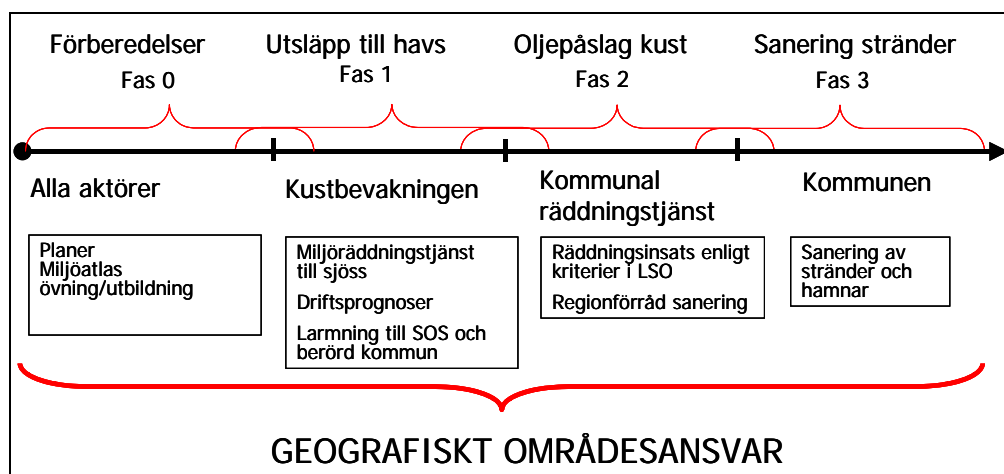 Förberedelser
Fas 0
Utsläpp till havs
Fas 1
Oljepåslag kust
Fas 2
Sanering stränder
Fas 3
Alla aktörer
Planer
Miljöatlas
övning/utbildning
Kustbevakningen
Miljöräddningstjänst
till sjöss
Driftsprognoser
Larmning till SOS och
berörd kommun
Kommunal
räddningstjänst
Räddningsinsats enligt
kriterier i LSO
Regionförråd sanering
Kommunen
Sanering av
stränder och
hamnar
GEOGRAFISKT OMRÅDESANSVAR